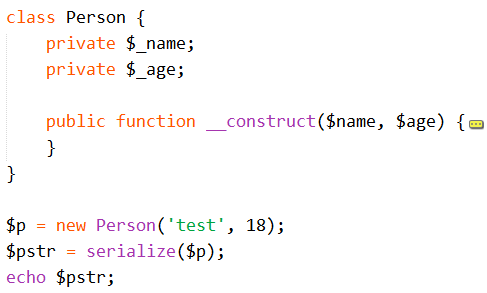 class Person {
    private $_name;
    private $_age;

    public function __construct($name, $age) {
    }
}

$p = new Person('test', 18);
$pstr = serialize($p);
echo $pstr;